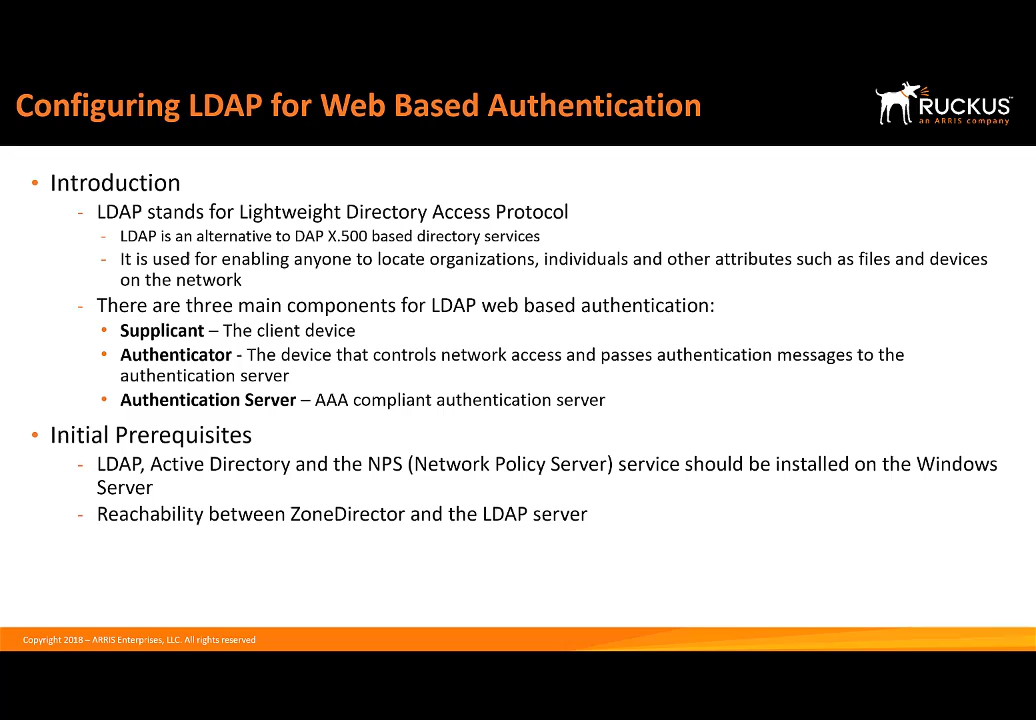 Configuring LDAP for Web Based Authentication
RUCKUS™
an ARRIS company
• Introduction
- LDAP stands for Lightweight Directory Access Protocol
- LDAP is an alternative to DAP X.500 based directory services
- It is used for enabling anyone to locate organizations, individuals and other attributes such as files and devices
on the network
- There are three main components for LDAP web based authentication:
• Supplicant – The client device
• Authenticator - The device that controls network access and passes authentication messages to the
authentication server
• Authentication Server – AAA compliant authentication server
• Initial Prerequisites
- LDAP, Active Directory and the NPS (Network Policy Server) service should be installed on the Windows
Server
- Reachability between ZoneDirector and the LDAP server
Copyright 2018 – ARRIS Enterprises, LLC. All rights reserved